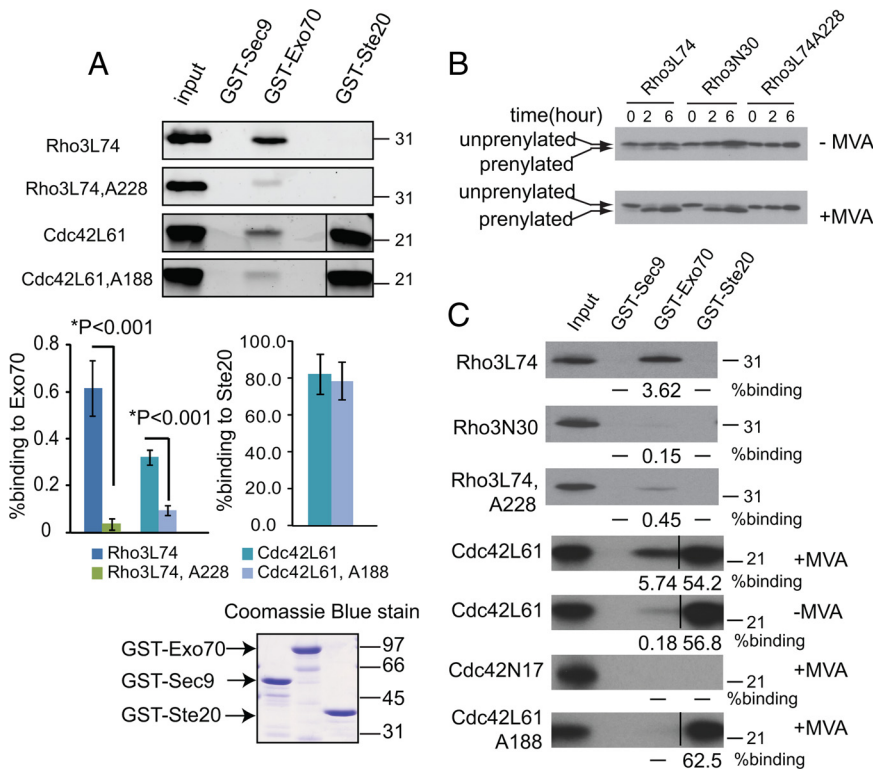 A
input
GST-Sec9
GST-Exo70
GST-Ste20
Rho3L74
31
Rho3L74,A228
31
Cdc42L61
21
Cdc42L61,A188
21
%binding to Exo70
0.8
0.6
0.4
0.2
0
*P<0.001
*P<0.001
%binding to Ste20
100.0
80.0
60.0
40.0
20.0
0.0
Rho3L74
Cdc42L61
Rho3L74, A228
Cdc42L61, A188
Coomassie Blue stain
GST-Exo70
GST-Sec9
GST-Ste20
97
66
45
31
B
Rho3L74
Rho3N30
Rho3L74A228
time(hour)
0 2 6 0 2 6 0 2 6
unprenylated
prenylated
- MVA
unprenylated
prenylated
+MVA
C
Input
GST-Sec9
GST-Exo70
GST-Ste20
Rho3L74
31
— 3.62 — %binding
Rho3N30
31
— 0.15 — %binding
Rho3L74,
A228
31
— 0.45 — %binding
Cdc42L61
21 +MVA
5.74 54.2 %binding
Cdc42L61
21 -MVA
0.18 56.8 %binding
Cdc42N17
21 +MVA
— — %binding
Cdc42L61
A188
21 +MVA
— 62.5 %binding